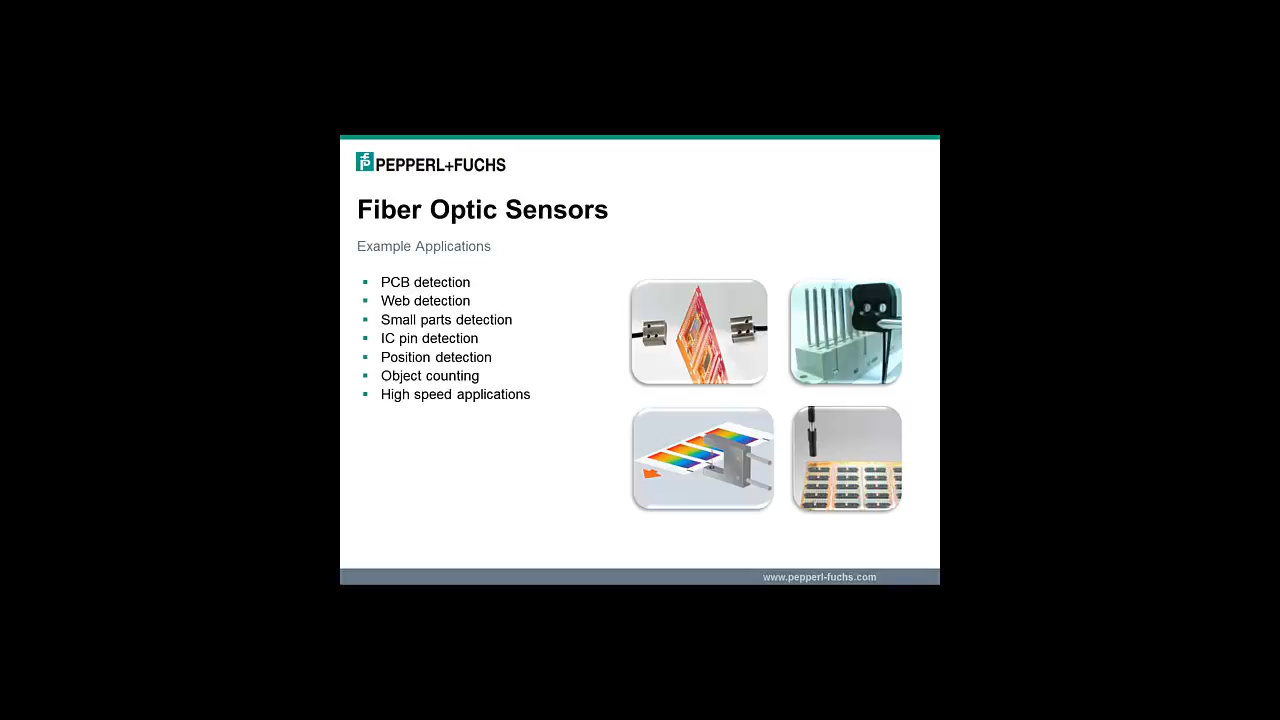 PEPPERL+FUCHS
Fiber Optic Sensors
Example Applications
PCB detection
Web detection
Small parts detection
IC pin detection
Position detection
Object counting
High speed applications
www.pepperl-fuchs.com